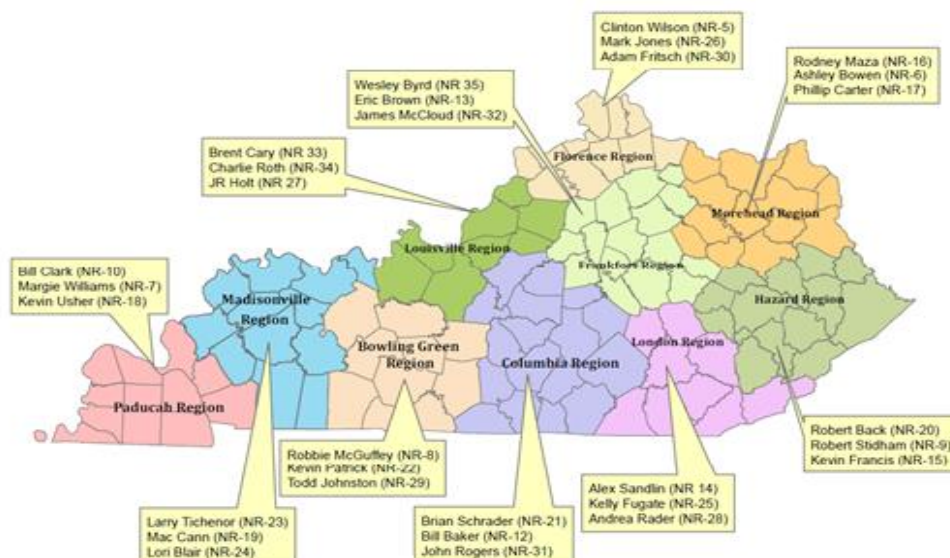 Clinton Wilson (NR-5)
Mark Jones (NR-26)
Adam Fritsch (NR-30)
Rodney Maza (NR-16)
Ashley Bowen (NR-6)
Phillip Carter (NR-17)
Wesley Byrd (NR 35)
Eric Brown (NR-13)
James McCloud (NR-32)
Brent Cary (NR 33)
Charlie Roth (NR-34)
JR Holt (NR 27)
Florence Region
Morehead Region
Louisville Region
Frankfort Region
Bill Clark (NR-10)
Margie Williams (NR-7)
Kevin Usher (NR-18)
Madisonville
Region
Hazard Region
Bowling Green
Region
Columbia Region
London Region
Paducah Region
Robert Back (NR-20)
Robert Stidham (NR-9)
Kevin Francis (NR-15)
Robbie McGuffey (NR-8)
Kevin Patrick (NR-22)
Todd Johnston (NR-29)
Alex Sandlin (NR 14)
Kelly Fugate (NR-25)
Andrea Rader (NR-28)
Larry Tichenor (NR-23)
Mac Cann (NR-19)
Lori Blair (NR-24)
Brian Schrader (NR-21)
Bill Baker (NR-12)
John Rogers (NR-31)